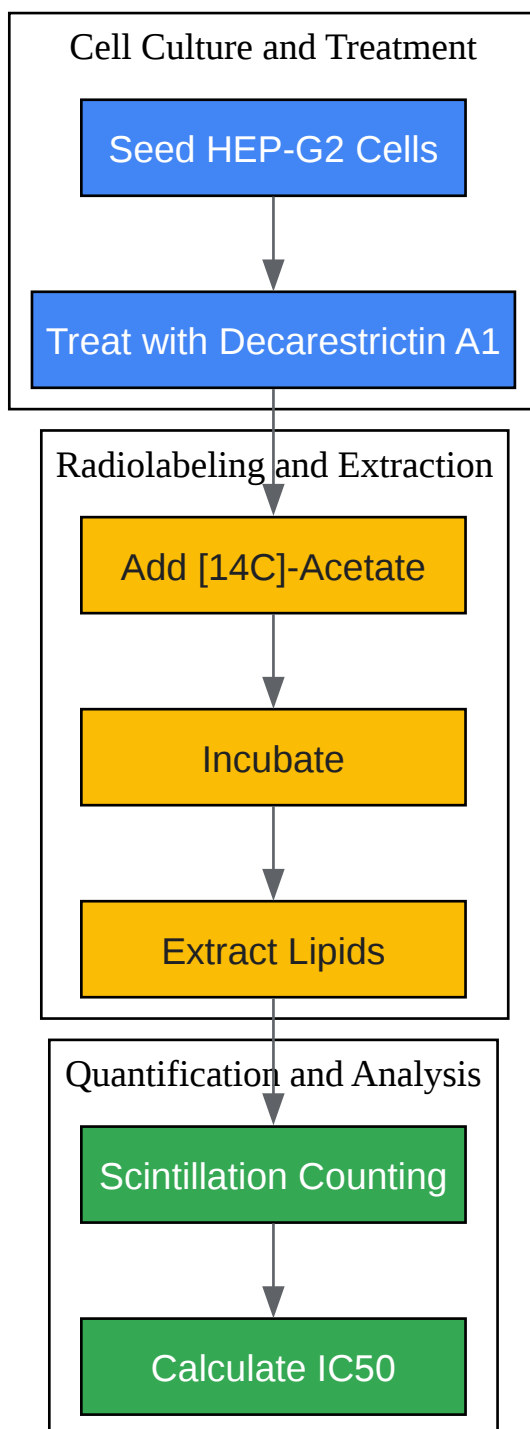 Cell Culture and Treatment
Seed HEP-G2 Cells
Treat with Decarestrictin A1
Radiolabeling and Extraction
Add [14C]-Acetate
Incubate
Extract Lipids
Quantification and Analysis
Scintillation Counting
Calculate IC50